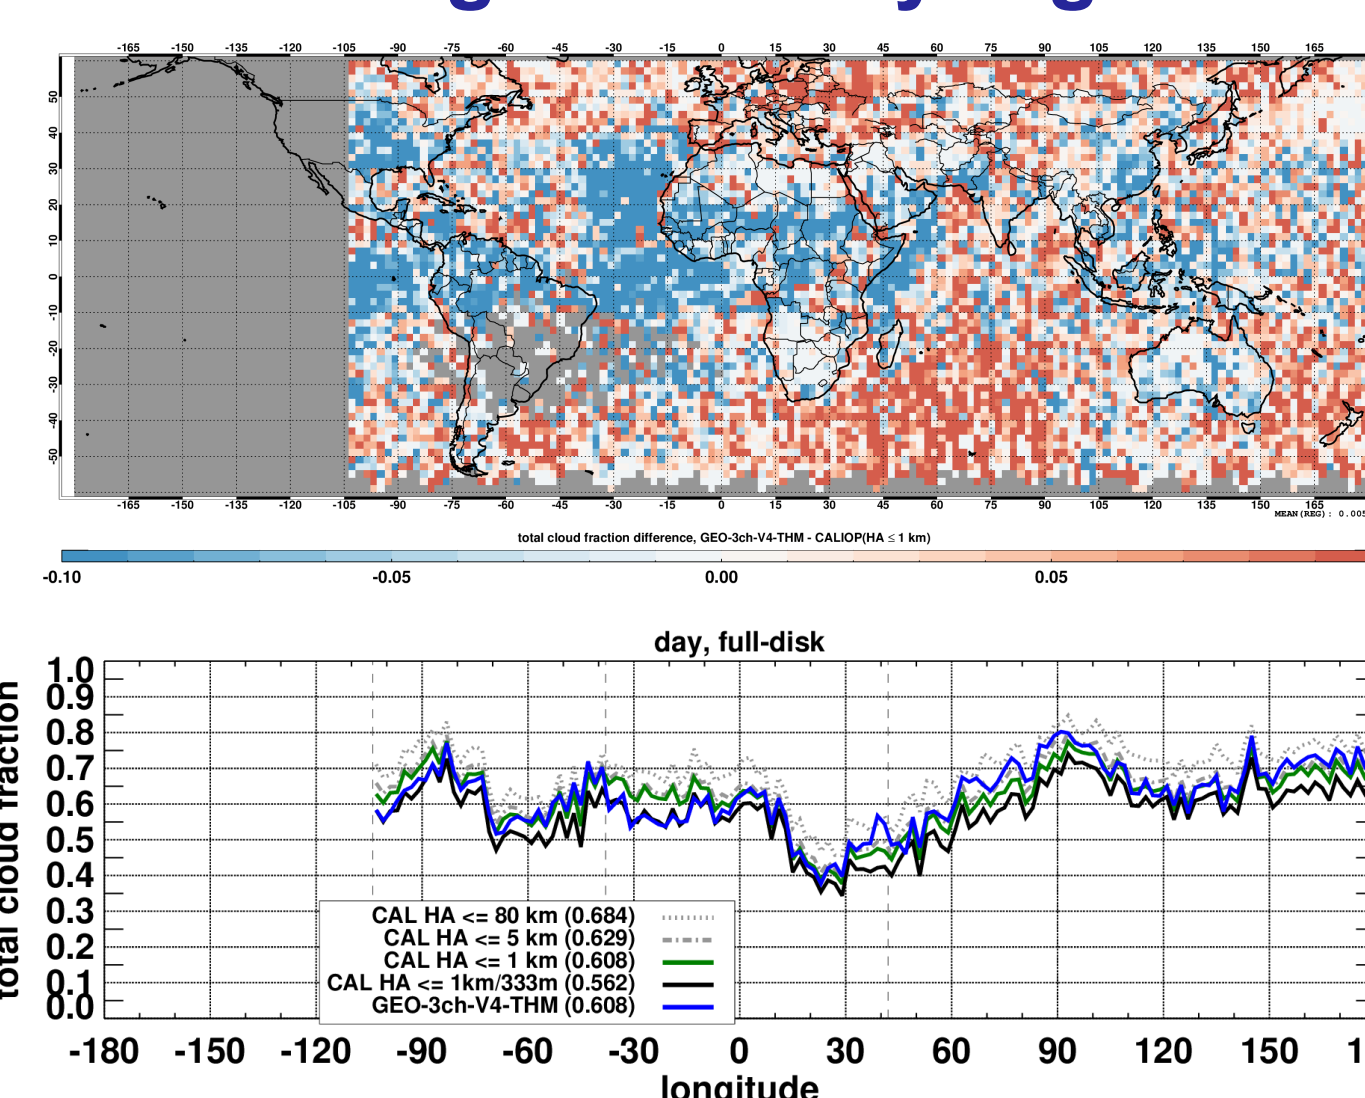 -165 -150 -135 -120 -105 -90 -75 -60 -45 -30 -15 0 15 30 45 60 75 90 105 120 135 150 165
50
40
30
20
10
0
-10
-20
-30
-40
-50
-165 -150 -135 -120 -105 -90 -75 -60 -45 -30 -15 0 15 30 45 60 75 90 105 120 135 150 165
MEAN(REG): 0.005
total cloud fraction difference, GEO-3ch-V4-THM - CALIOP(HA ≤ 1 km)
-0.10 -0.05 0.00 0.05
day, full-disk
total cloud fraction
1.0
0.9
0.8
0.7
0.6
0.5
0.4
0.3
0.2
0.1
0.0
CAL HA <= 80 km (0.684)
CAL HA <= 5 km (0.629)
CAL HA <= 1 km (0.608)
CAL HA <= 1km/333m (0.562)
GEO-3ch-V4-THM (0.608)
-180 -150 -120 -90 -60 -30 0 30 60 90 120 150
longitude